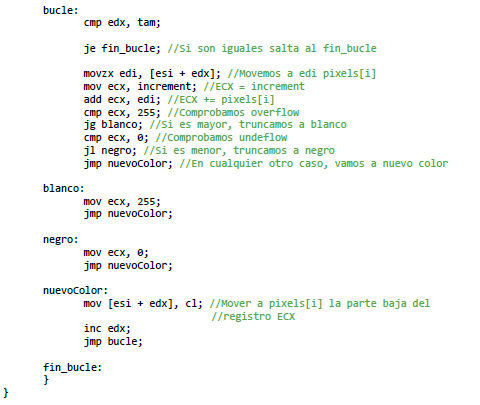 bucle:
cmp edx, tam;
je fin_bucle; //Si son iguales salta al fin_bucle
movzx edi, [esi + edx]; //Movemos a edi pixels[i]
mov ecx, increment; //ECX = increment
add ecx, edi; //ECX += pixels[i]
cmp ecx, 255; //Comprobamos overflow
jg blanco; //Si es mayor, truncamos a blanco
cmp ecx, 0; //Comprobamos undeflow
jl negro; //Si es menor, truncamos a negro
jmp nuevoColor; //En cualquier otro caso, vamos a nuevo color
blanco:
mov ecx, 255;
jmp nuevoColor;
negro:
mov ecx, 0;
jmp nuevoColor;
nuevoColor:
mov [esi + edx], cl; //Mover a pixels[i] la parte baja del
//registro ECX
inc edx;
jmp bucle;
fin_bucle:
}
}